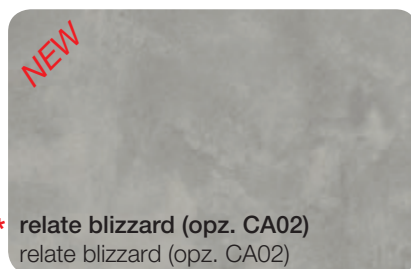 NEW
* relate blizzard (opz. CA02)
relate blizzard (opz. CA02)